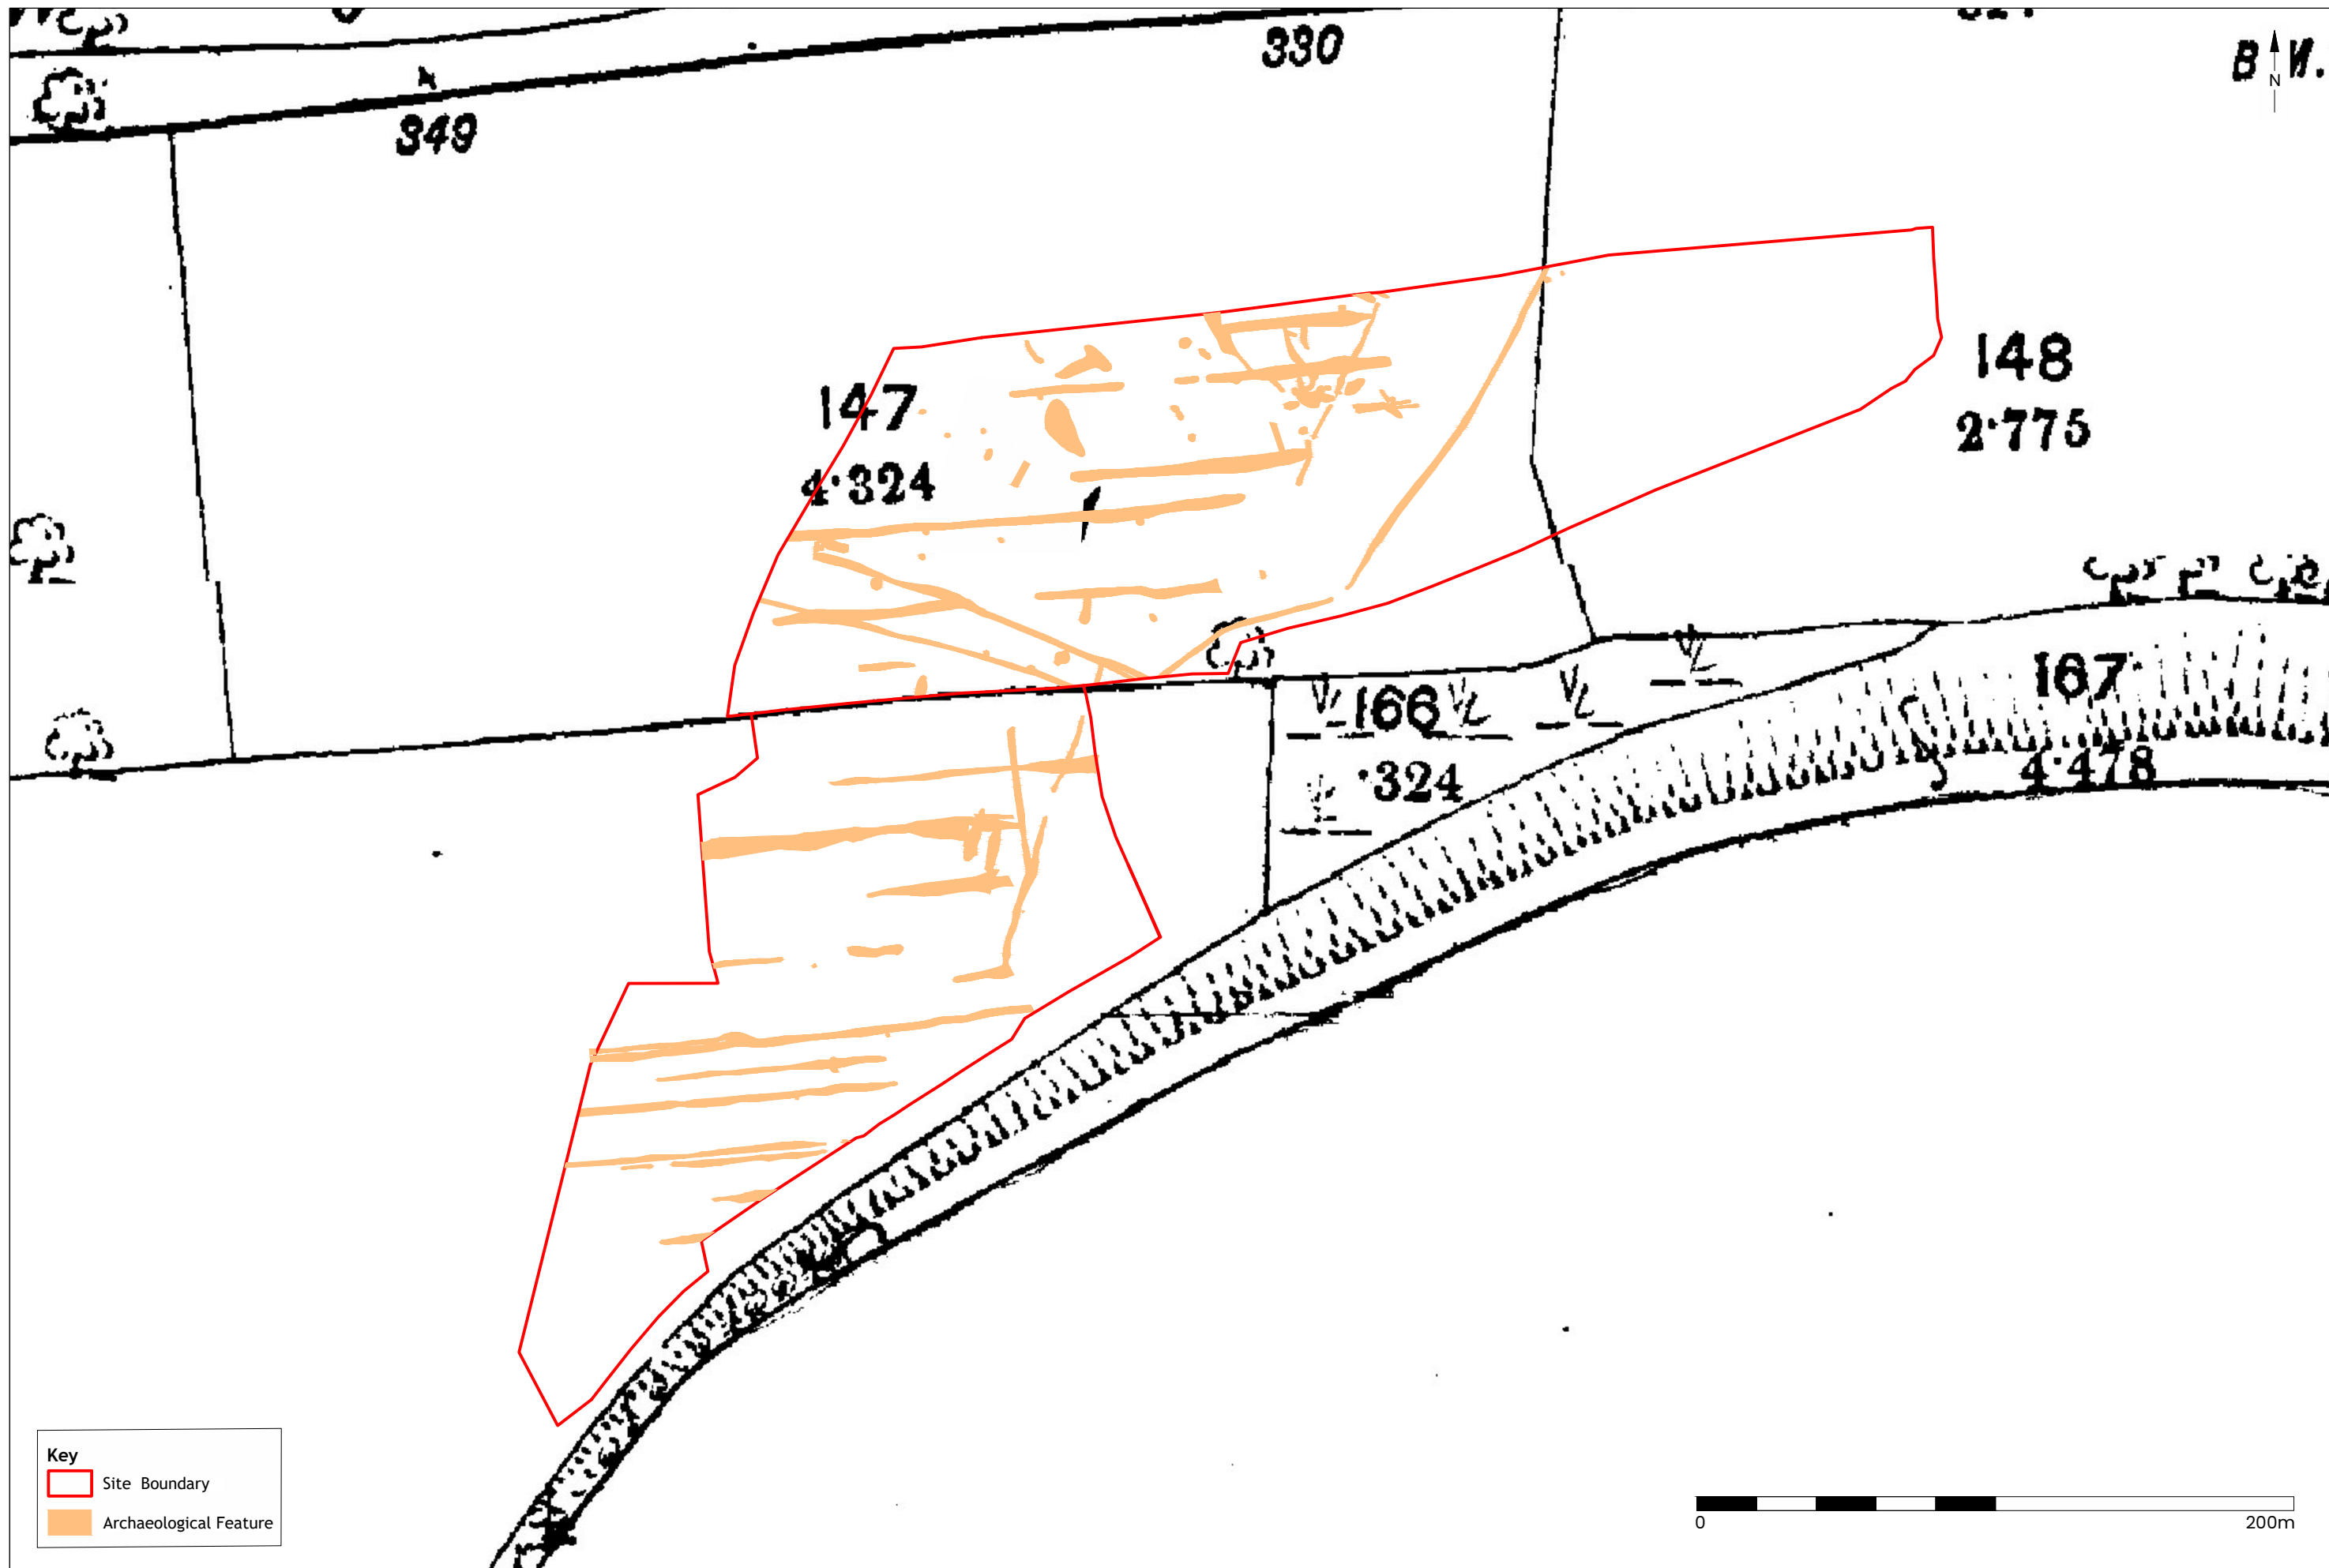 330
B W.
N
349
147
4·324
148
2·775
166
·324
167
4·478
Key
Site Boundary
Archaeological Feature
0 200m